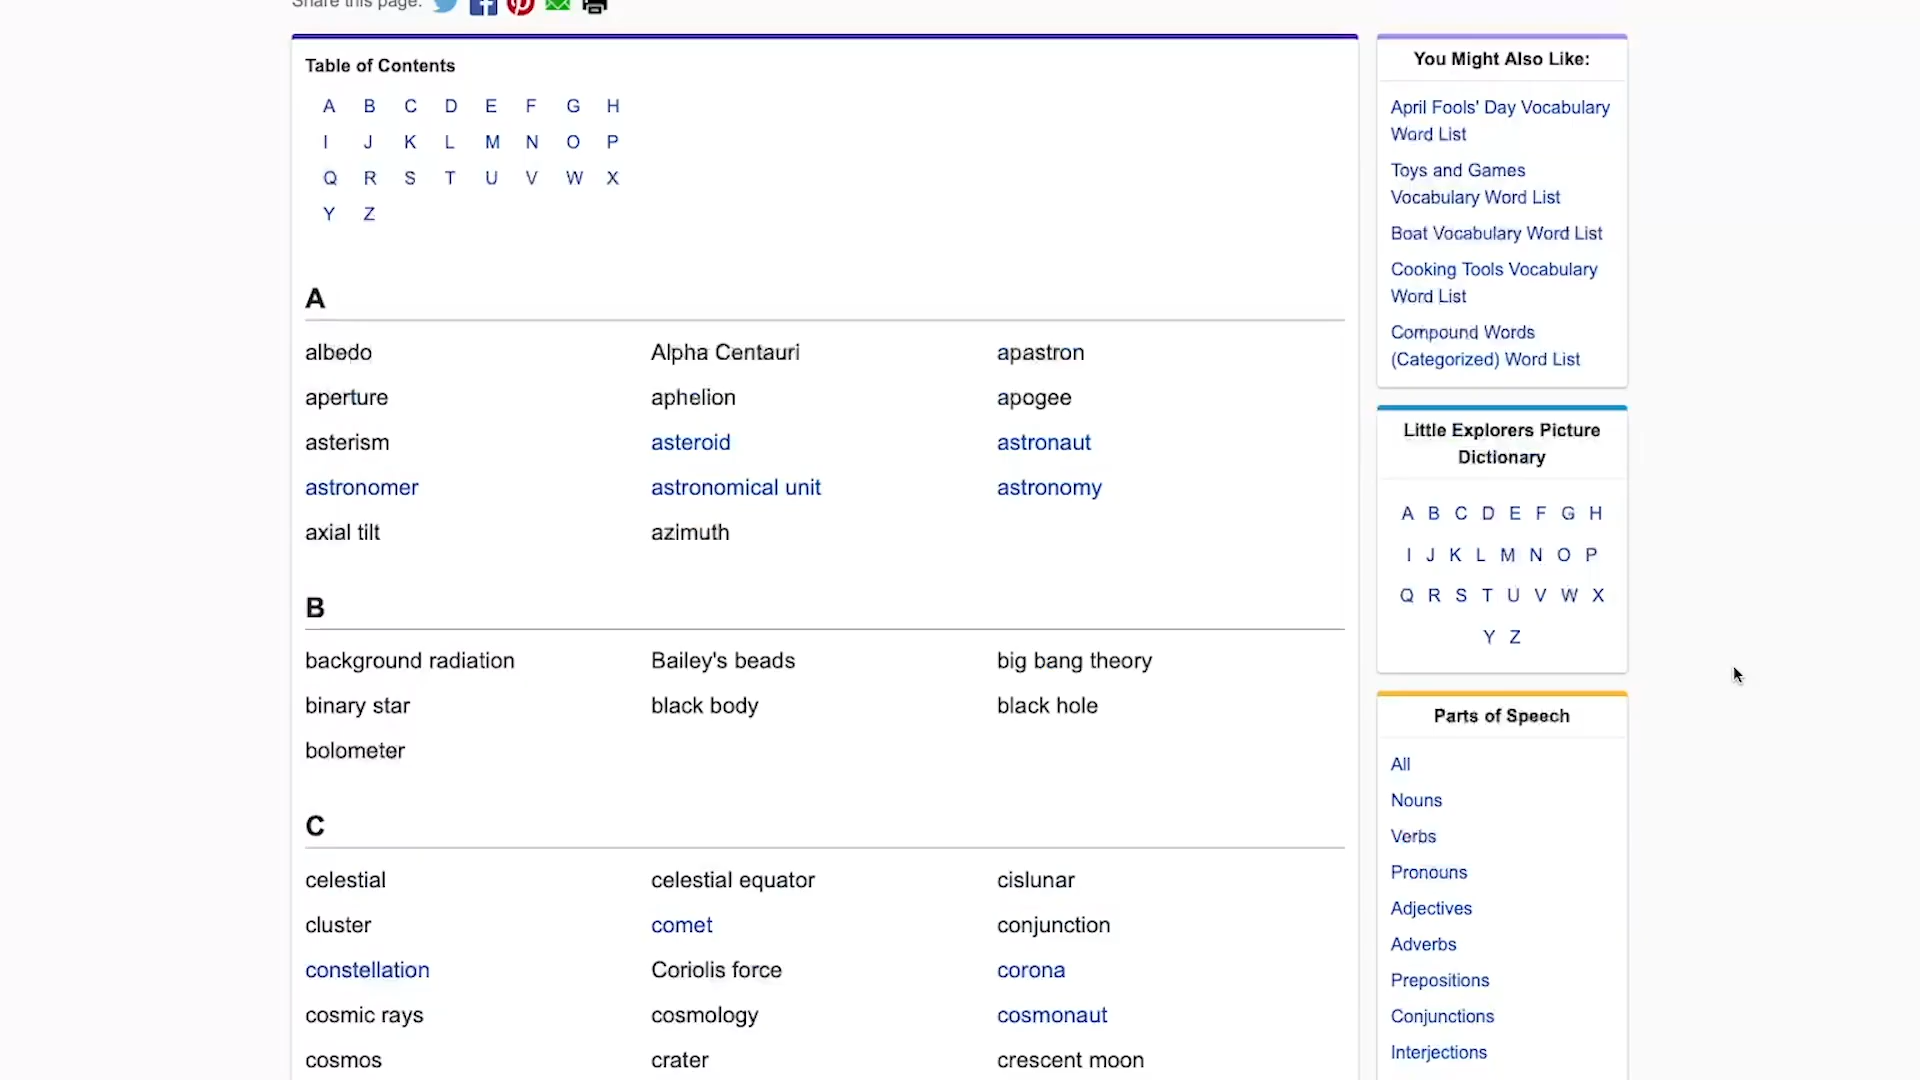 Share this page:
Table of Contents
A B C D E F G H
I J K L M N O P
Q R S T U V W X
Y Z
A
albedo Alpha Centauri apastron
aperture aphelion apogee
asterism asteroid astronaut
astronomer astronomical unit astronomy
axial tilt azimuth
B
background radiation Bailey's beads big bang theory
binary star black body black hole
bolometer
C
celestial celestial equator cislunar
cluster comet conjunction
constellation Coriolis force corona
cosmic rays cosmology cosmonaut
cosmos crater crescent moon
You Might Also Like:
April Fools' Day Vocabulary
Word List
Toys and Games
Vocabulary Word List
Boat Vocabulary Word List
Cooking Tools Vocabulary
Word List
Compound Words
(Categorized) Word List
Little Explorers Picture
Dictionary
A B C D E F G H
I J K L M N O P
Q R S T U V W X
Y Z
Parts of Speech
All
Nouns
Verbs
Pronouns
Adjectives
Adverbs
Prepositions
Conjunctions
Interjections